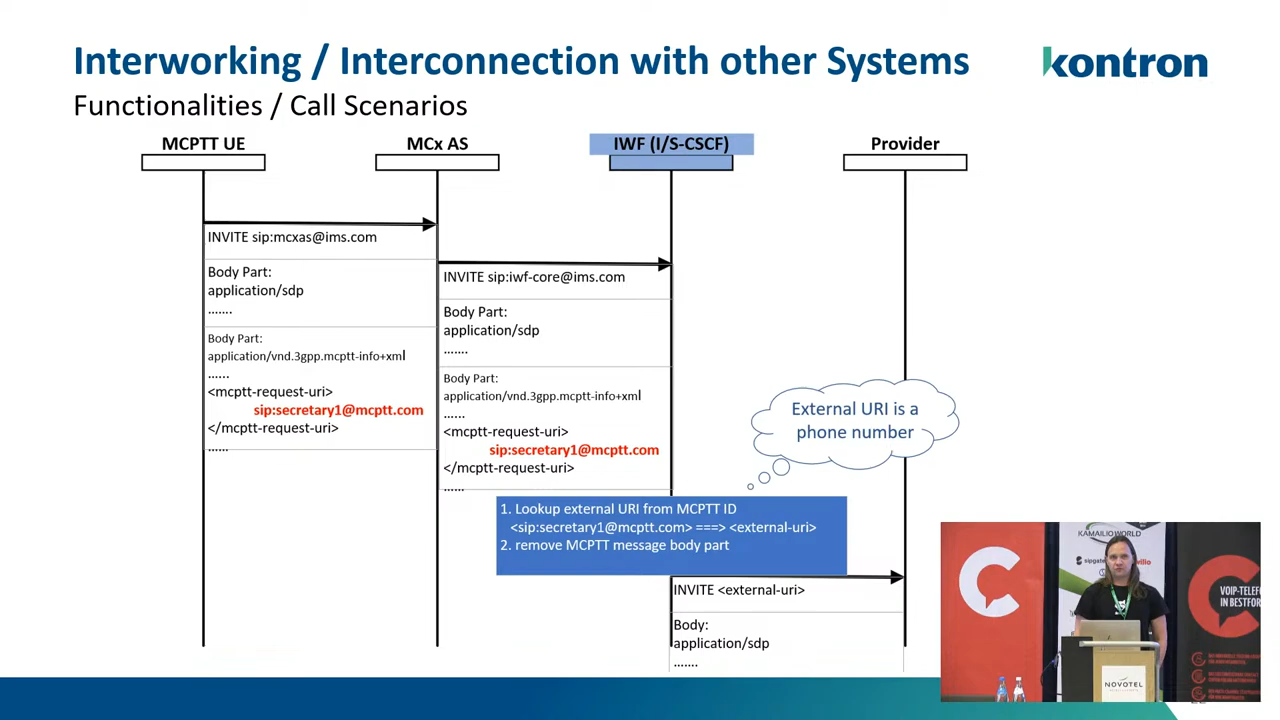 Interworking / Interconnection with other Systems
kontron
Functionalities / Call Scenarios
MCPTT UE
MCx AS
IWF (I/S-CSCF)
Provider
INVITE sip:mcxas@ims.com
Body Part:
application/sdp
.......
Body Part:
application/vnd.3gpp.mcptt-info+xml
......
<mcptt-request-uri>
sip:secretary1@mcptt.com
</mcptt-request-uri>
......
INVITE sip:iwf-core@ims.com
Body Part:
application/sdp
.......
Body Part:
application/vnd.3gpp.mcptt-info+xml
......
<mcptt-request-uri>
sip:secretary1@mcptt.com
</mcptt-request-uri>
......
External URI is a
phone number
1. Lookup external URI from MCPTT ID
<sip:secretary1@mcptt.com> ===> <external-uri>
2. remove MCPTT message body part
INVITE <external-uri>
Body:
application/sdp
.......
KAMAILIO WORLD
sipgate
VOIP-TELEFO
IN BESTFOR
NOVOTEL